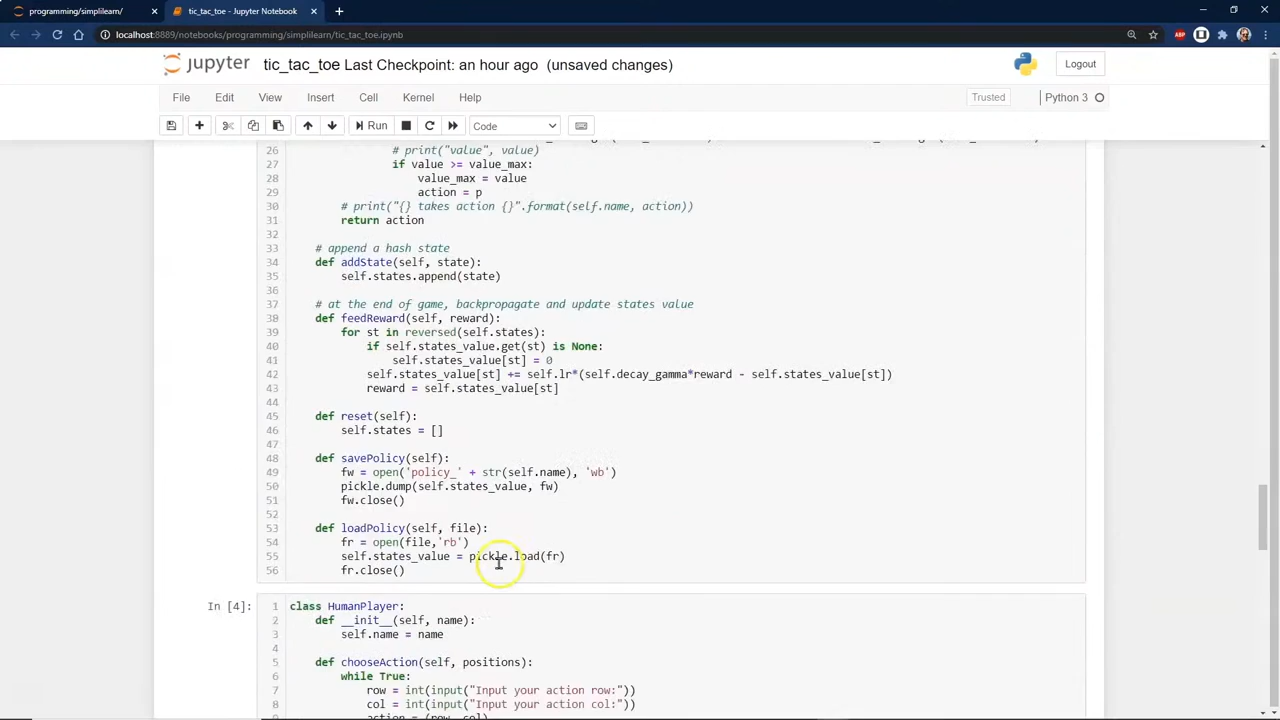 programming/simplilearn/
tic_tac_toe - Jupyter Notebook
localhost:8889/notebooks/programming/simplilearn/tic_tac_toe.ipynb
ABP
jupyter tic_tac_toe Last Checkpoint: an hour ago (unsaved changes)
Logout
File Edit View Insert Cell Kernel Help
Trusted Python 3
Run Code
26 # print("value", value)
27 if value >= value_max:
28 value_max = value
29 action = p
30 # print("{} takes action {}".format(self.name, action))
31 return action
32
33 # append a hash state
34 def addState(self, state):
35 self.states.append(state)
36
37 # at the end of game, backpropagate and update states value
38 def feedReward(self, reward):
39 for st in reversed(self.states):
40 if self.states_value.get(st) is None:
41 self.states_value[st] = 0
42 self.states_value[st] += self.lr*(self.decay_gamma*reward - self.states_value[st])
43 reward = self.states_value[st]
44
45 def reset(self):
46 self.states = []
47
48 def savePolicy(self):
49 fw = open('policy_' + str(self.name), 'wb')
50 pickle.dump(self.states_value, fw)
51 fw.close()
52
53 def loadPolicy(self, file):
54 fr = open(file,'rb')
55 self.states_value = pickle.load(fr)
56 fr.close()
In [4]:
1 class HumanPlayer:
2 def __init__(self, name):
3 self.name = name
4
5 def chooseAction(self, positions):
6 while True:
7 row = int(input("Input your action row:"))
8 col = int(input("Input your action col:"))
9 action = (row, col)